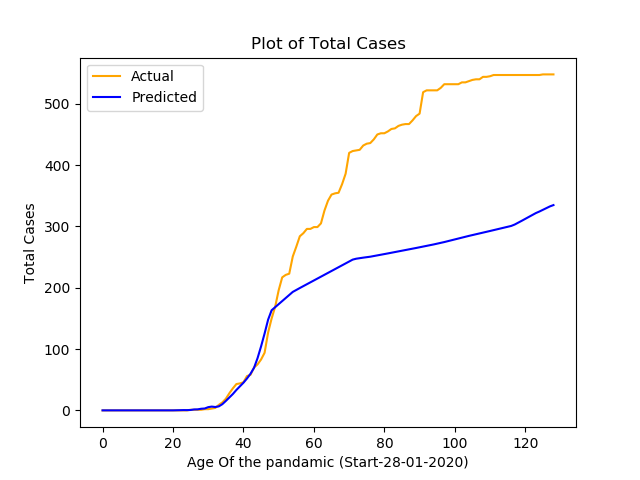 Plot of Total Cases
Actual
Predicted
500
400
300
200
100
0
Total Cases
0 20 40 60 80 100 120
Age Of the pandamic (Start-28-01-2020)